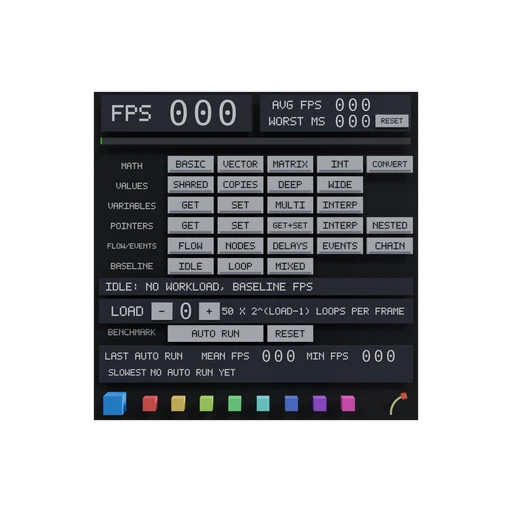 FPS 000
AVG FPS 000
WORST MS 000 RESET
MATH BASIC VECTOR MATRIX INT CONVERT
VALUES SHARED COPIES DEEP WIDE
VARIABLES GET SET MULTI INTERP
POINTERS GET SET GET+SET INTERP NESTED
FLOW/EVENTS FLOW NODES DELAYS EVENTS CHAIN
BASELINE IDLE LOOP MIXED
IDLE: NO WORKLOAD, BASELINE FPS
LOAD - 0 + 50 X 2^(LOAD-1) LOOPS PER FRAME
BENCHMARK AUTO RUN RESET
LAST AUTO RUN MEAN FPS 000 MIN FPS 000
SLOWEST NO AUTO RUN YET